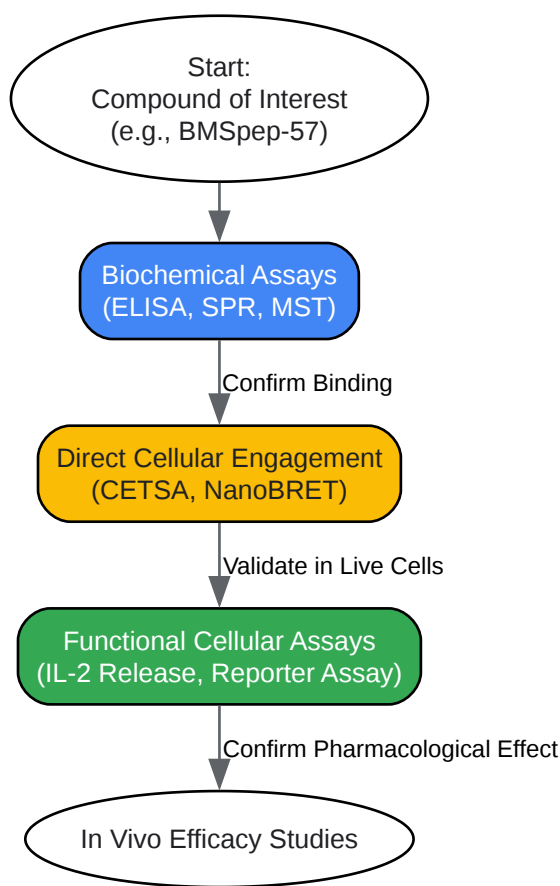 Start:
Compound of Interest
(e.g., BMSpep-57)
Biochemical Assays
(ELISA, SPR, MST)
Confirm Binding
Direct Cellular Engagement
(CETSA, NanoBRET)
Validate in Live Cells
Functional Cellular Assays
(IL-2 Release, Reporter Assay)
Confirm Pharmacological Effect
In Vivo Efficacy Studies